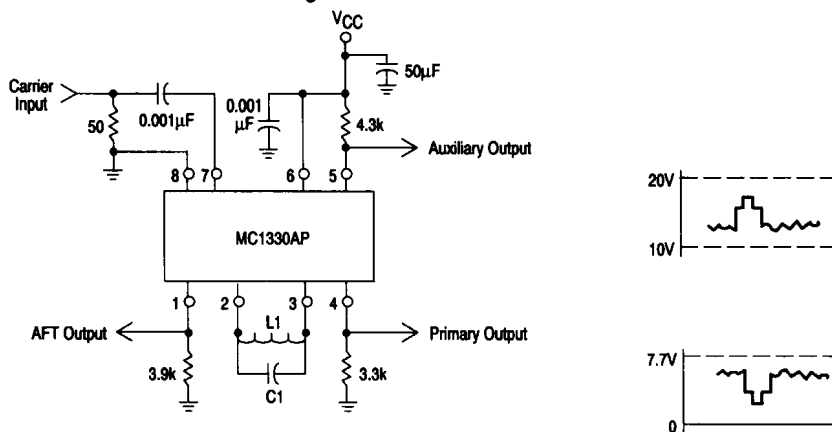 VCC
50µF
Carrier
Input
50
0.001µF
0.001
µF
4.3k
Auxiliary Output
8 7 6 5
MC1330AP
1 2 3 4
AFT Output
L1
Primary Output
3.9k
C1
3.3k
20V
10V
7.7V
0